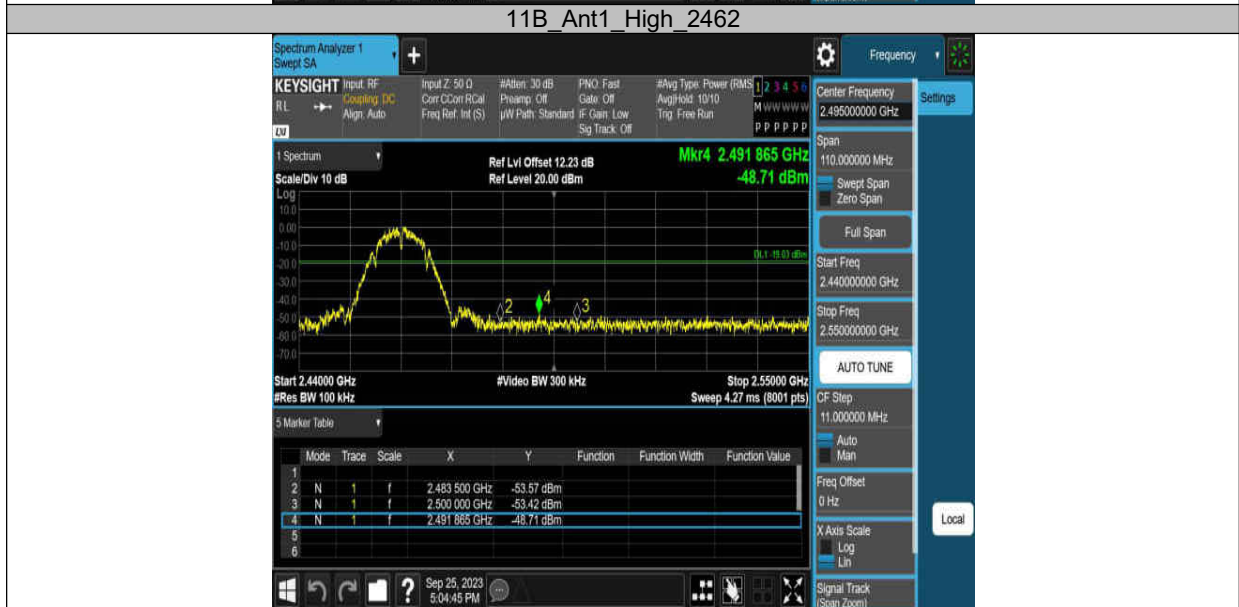 11B_Ant1_High_2462
Spectrum Analyzer 1
Swept SA
+
Frequency
KEYSIGHT
RL
LXI
Input: RF
Coupling: DC
Align: Auto
Input Z: 50 Ω
Corr CCorr RCal
Freq Ref: Int (S)
#Atten: 30 dB
Preamp: Off
µW Path: Standard
PNO: Fast
Gate: Off
IF Gain: Low
Sig Track: Off
#Avg Type: Power (RMS
Avg|Hold: 10/10
Trig: Free Run
1 2 3 4 5 6
M W W W W W
P P P P P P
1 Spectrum
Scale/Div 10 dB
Ref Lvl Offset 12.23 dB
Ref Level 20.00 dBm
Mkr4 2.491 865 GHz
-48.71 dBm
Log
10.0
0.00
-10.0
-20.0
-30.0
-40.0
-50.0
-60.0
-70.0
DL1 -19.03 dBm
2
4
3
Start 2.44000 GHz
#Video BW 300 kHz
Stop 2.55000 GHz
#Res BW 100 kHz
Sweep 4.27 ms (8001 pts)
5 Marker Table
Mode Trace Scale X Y Function Function Width Function Value
1
2 N 1 f 2.483 500 GHz -53.57 dBm
3 N 1 f 2.500 000 GHz -53.42 dBm
4 N 1 f 2.491 865 GHz -48.71 dBm
5
6
?
Sep 25, 2023
5:04:45 PM
Center Frequency
2.495000000 GHz
Settings
Span
110.000000 MHz
Swept Span
Zero Span
Full Span
Start Freq
2.440000000 GHz
Stop Freq
2.550000000 GHz
AUTO TUNE
CF Step
11.000000 MHz
Auto
Man
Freq Offset
0 Hz
X Axis Scale
Log
Lin
Local
Signal Track
(Span Zoom)